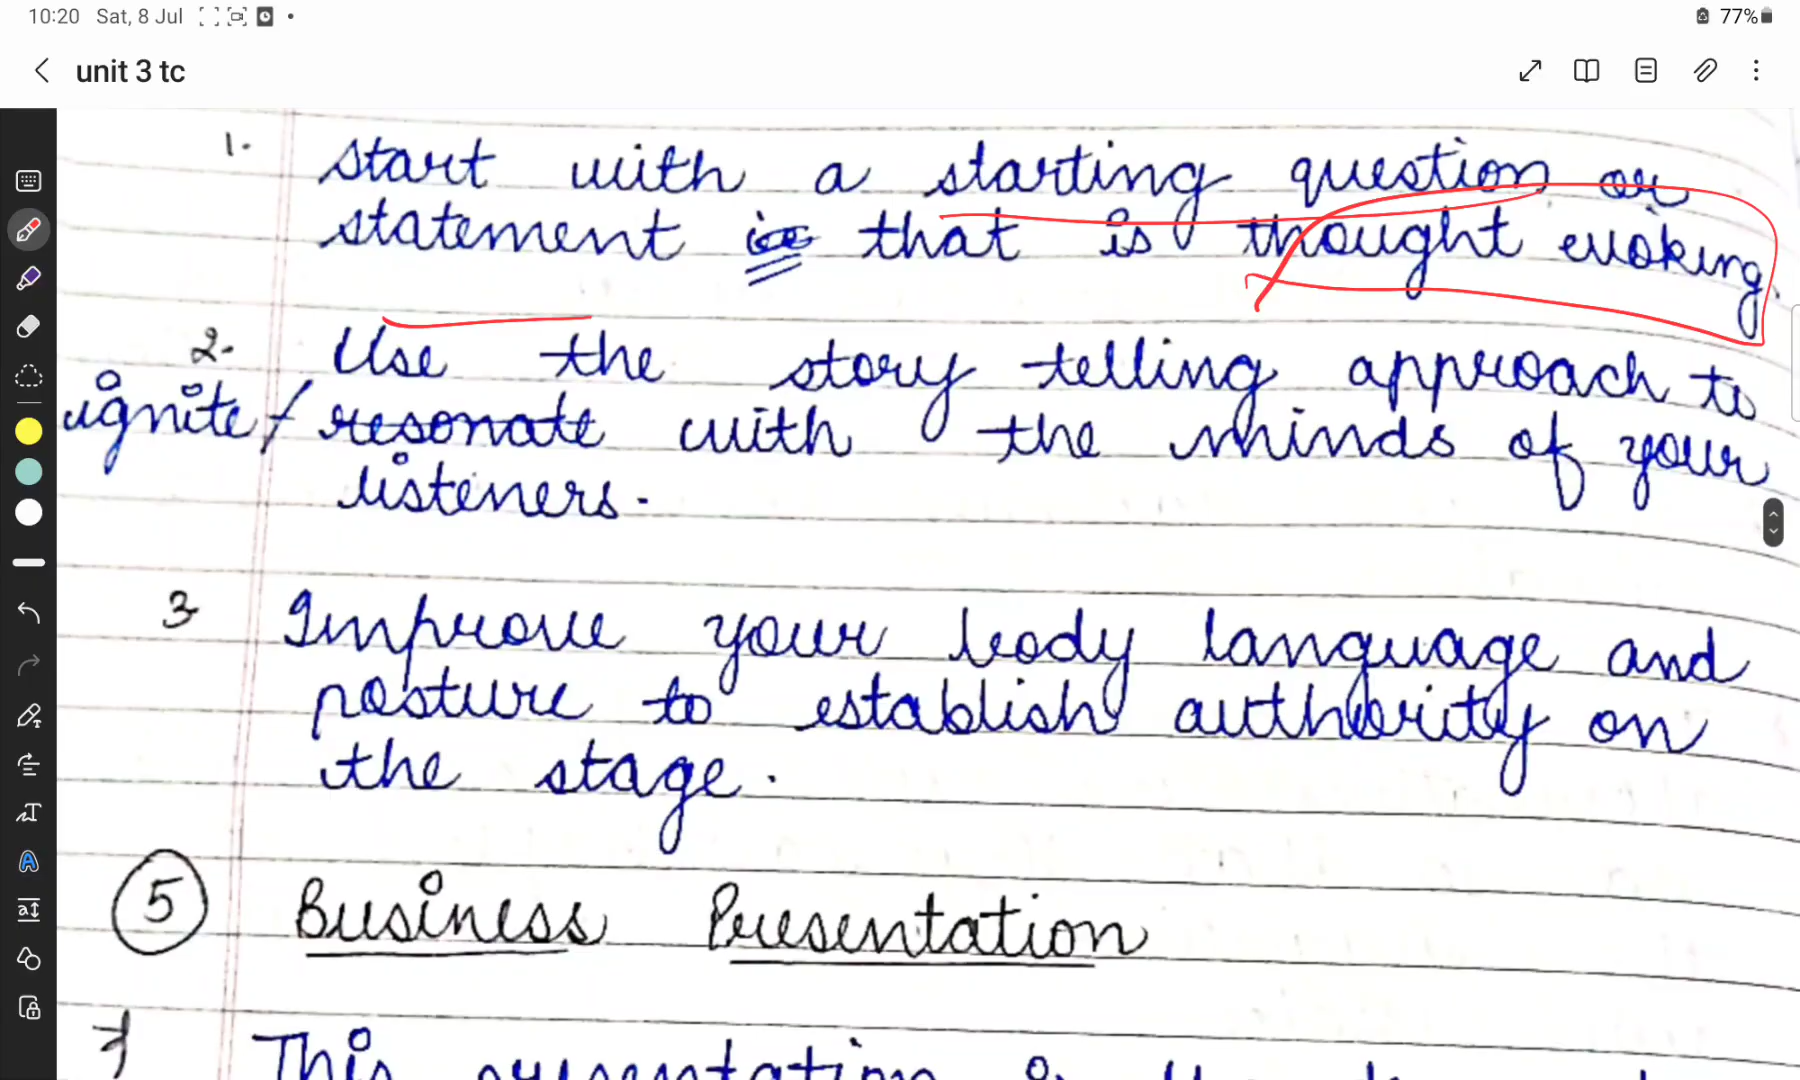 10:20 Sat, 8 Jul 77%
unit 3 tc
1. start with a starting question or
statement that is thought evoking.
2. Use the story telling approach to
ignite / resonate with the minds of your
listeners.
3 Improve your body language and
posture to establish authority on
the stage.
5 Business Presentation
This presentation